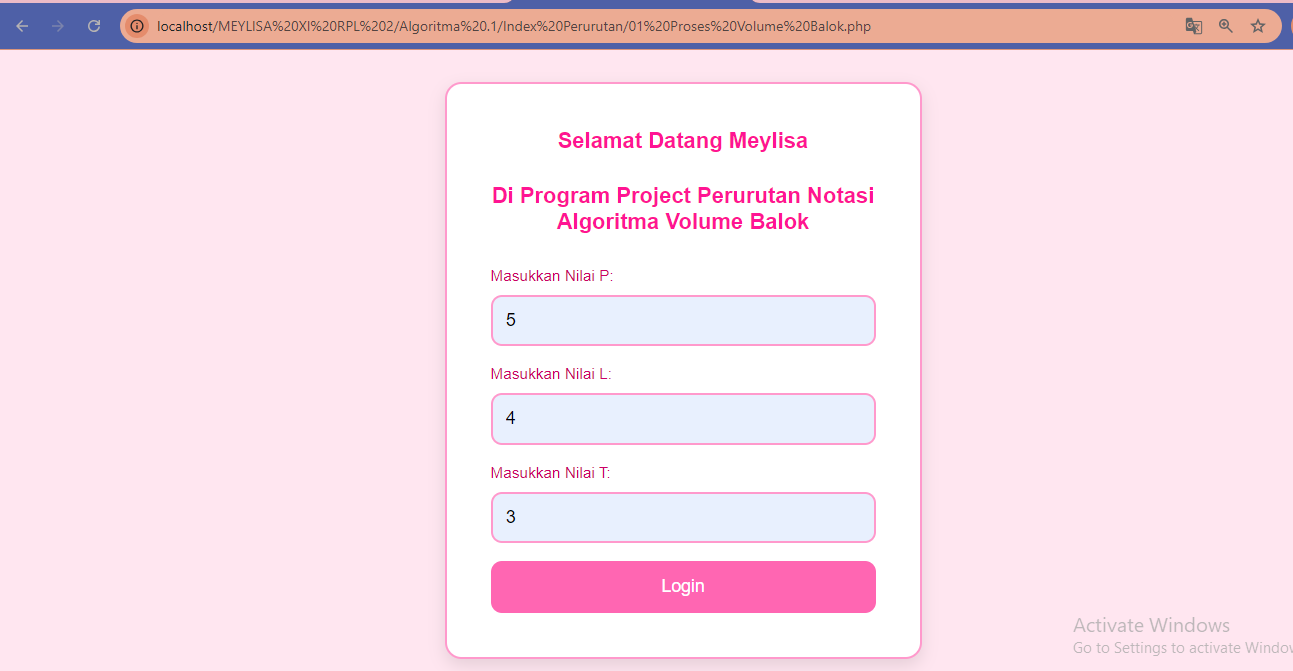 localhost/MEYLISA%20XI%20RPL%202/Algoritma%20.1/Index%20Perurutan/01%20Proses%20Volume%20Balok.php
Selamat Datang Meylisa
Di Program Project Perurutan Notasi
Algoritma Volume Balok
Masukkan Nilai P:
5
Masukkan Nilai L:
4
Masukkan Nilai T:
3
Login
Activate Windows
Go to Settings to activate Windov